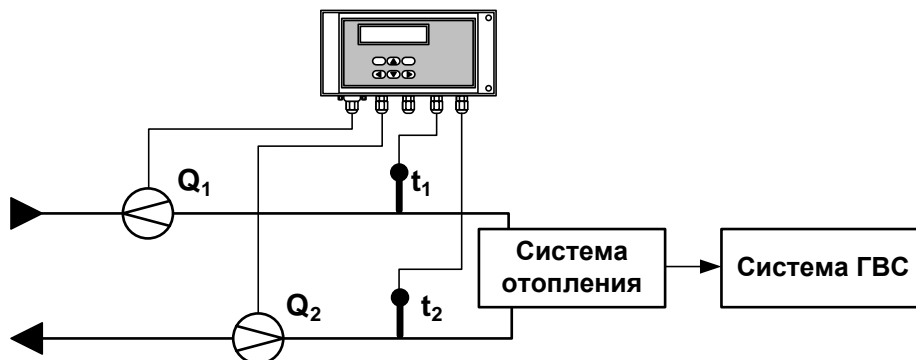 Q1
t1
Система
отопления
Система ГВС
Q2
t2